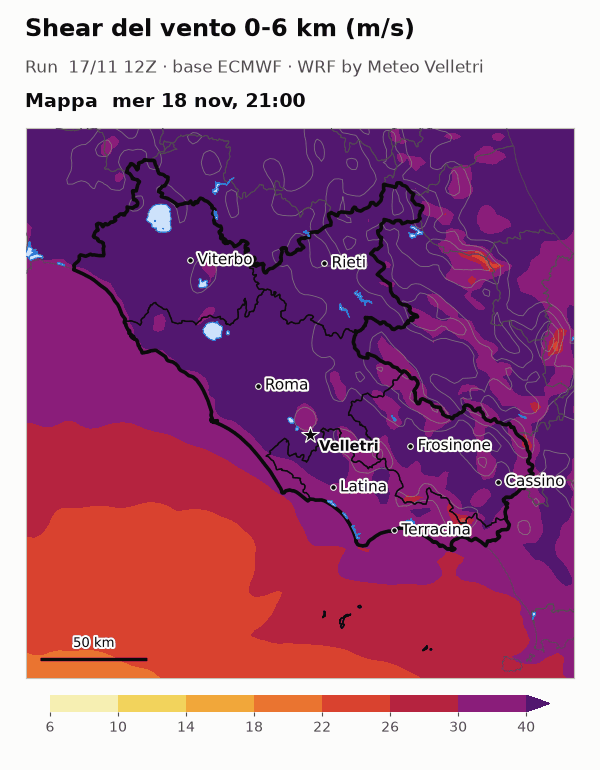 Shear del vento 0-6 km (m/s)
Run 17/11 12Z · base ECMWF · WRF by Meteo Velletri
Mappa mer 18 nov, 21:00
Viterbo
Rieti
Roma
Velletri
Frosinone
Cassino
Latina
Terracina
50 km
6 10 14 18 22 26 30 40